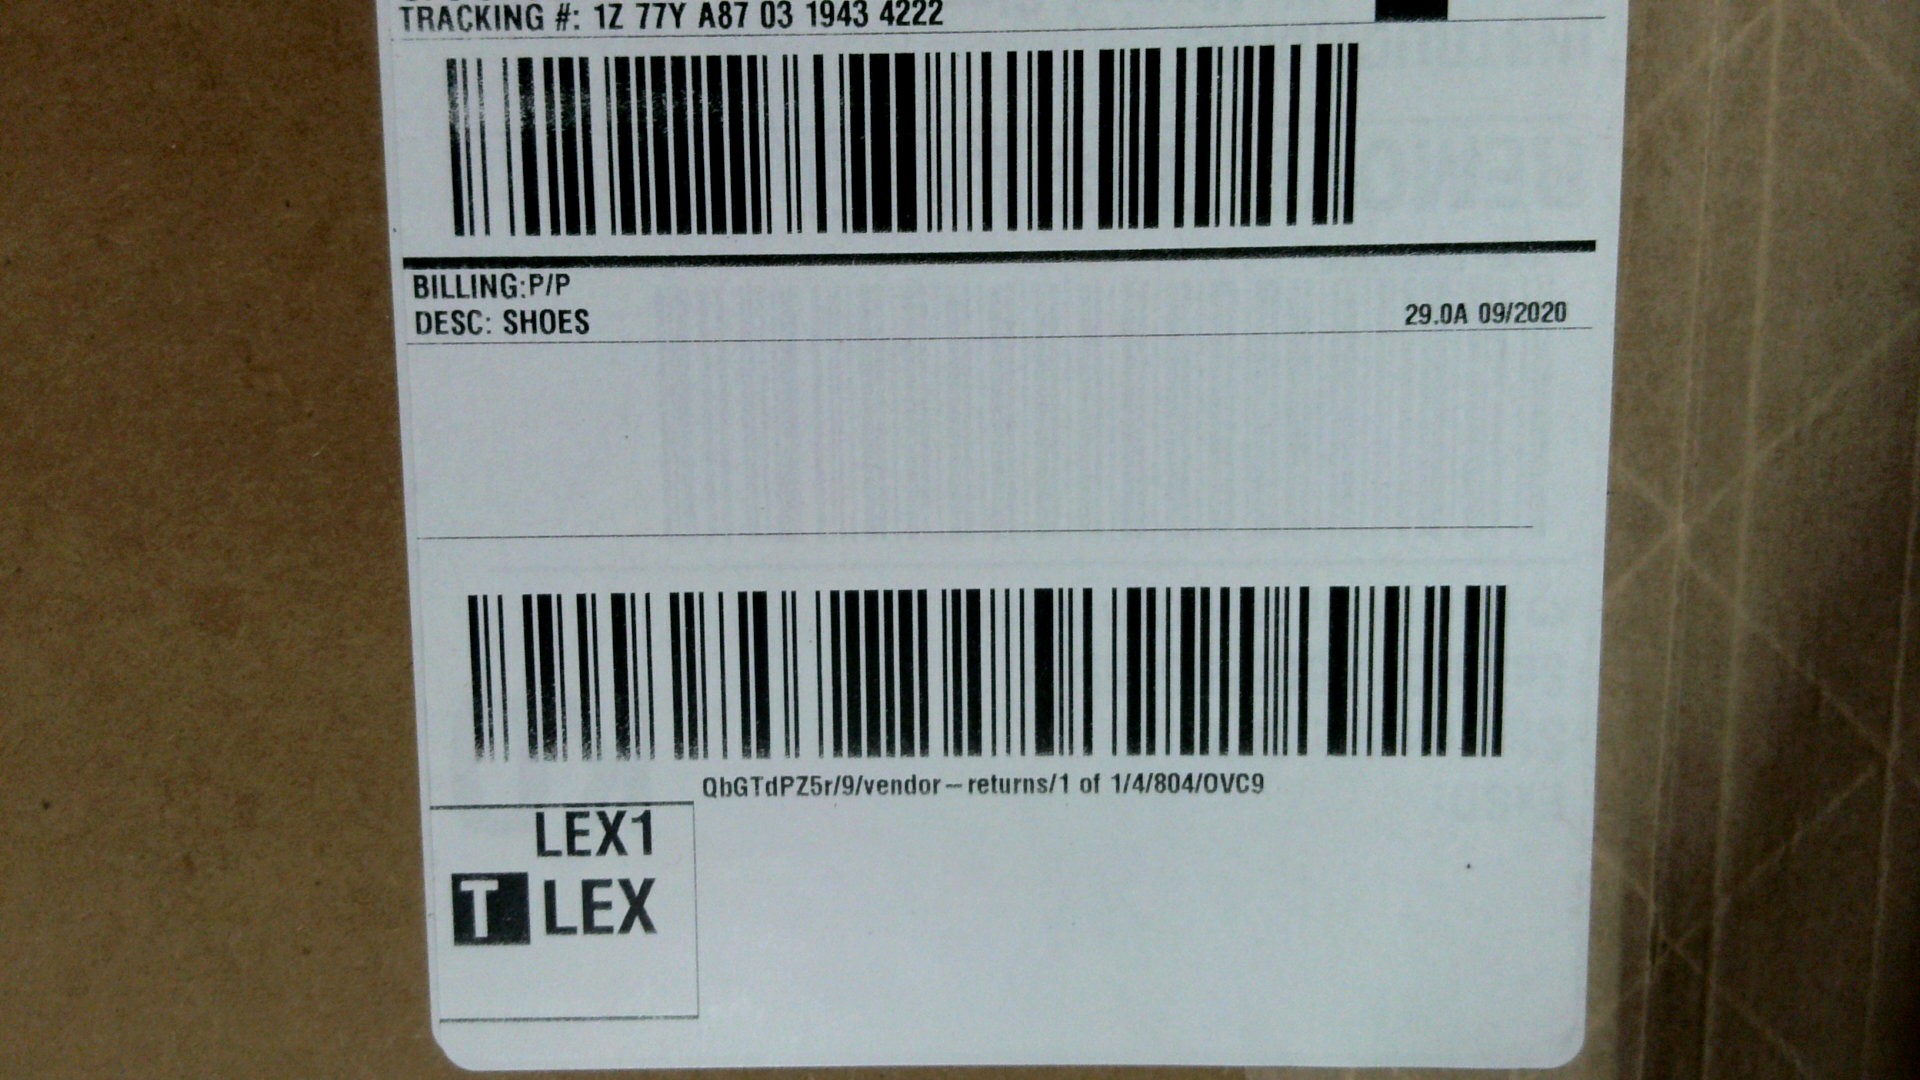 TRACKING #: 1Z 77Y A87 03 1943 4222
BILLING:P/P
DESC: SHOES
29.0A 09/2020
QbGTdPZ5r/9/vendor-returns/1 of 1/4/804/OVC9
LEX1
T LEX